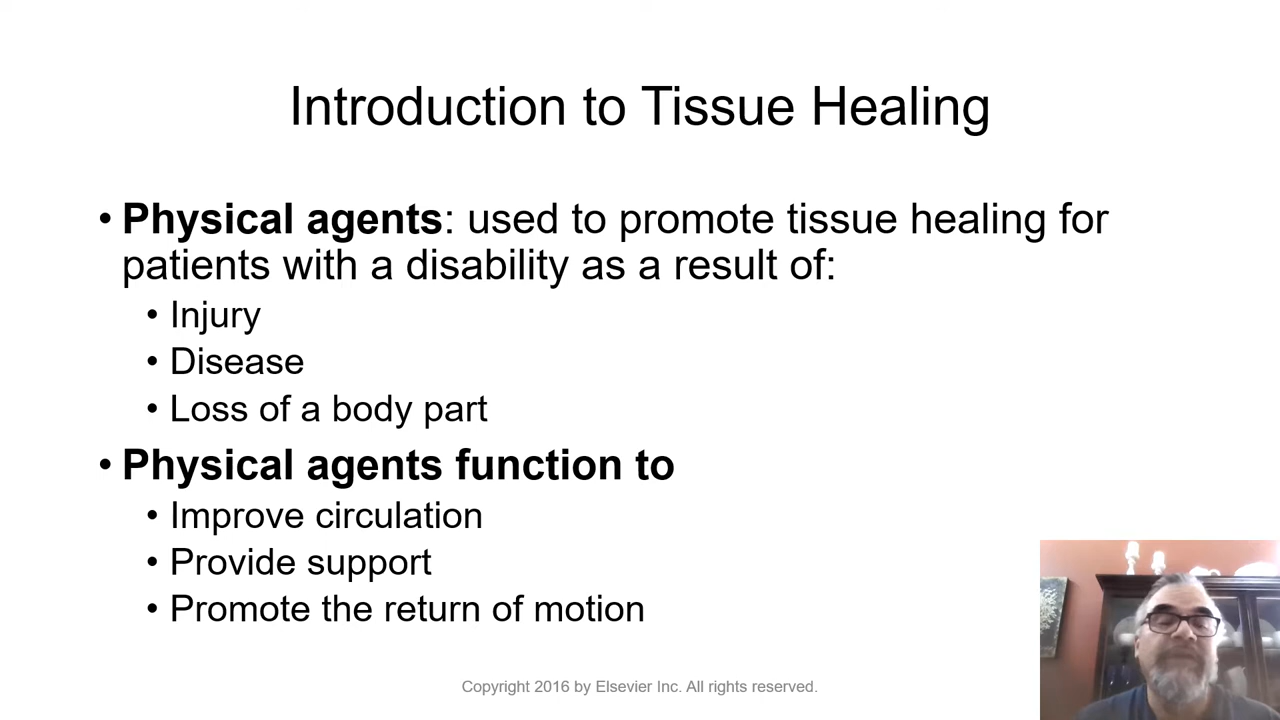 Introduction to Tissue Healing
• Physical agents: used to promote tissue healing for
patients with a disability as a result of:
• Injury
• Disease
• Loss of a body part
• Physical agents function to
• Improve circulation
• Provide support
• Promote the return of motion
Copyright 2016 by Elsevier Inc. All rights reserved.